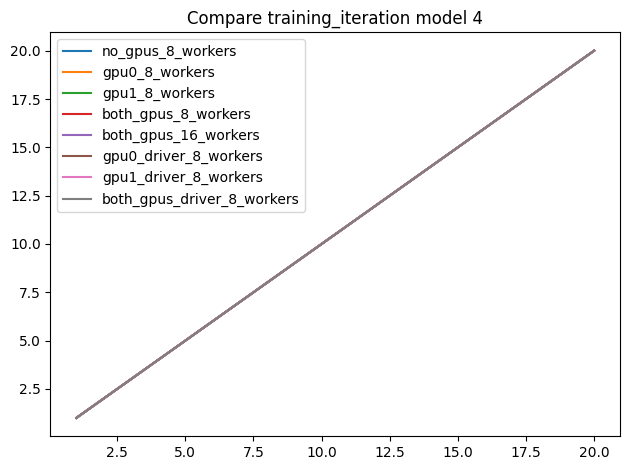 Compare training_iteration model 4
no_gpus_8_workers
gpu0_8_workers
gpu1_8_workers
both_gpus_8_workers
both_gpus_16_workers
gpu0_driver_8_workers
gpu1_driver_8_workers
both_gpus_driver_8_workers
20.0
17.5
15.0
12.5
10.0
7.5
5.0
2.5
2.5 5.0 7.5 10.0 12.5 15.0 17.5 20.0